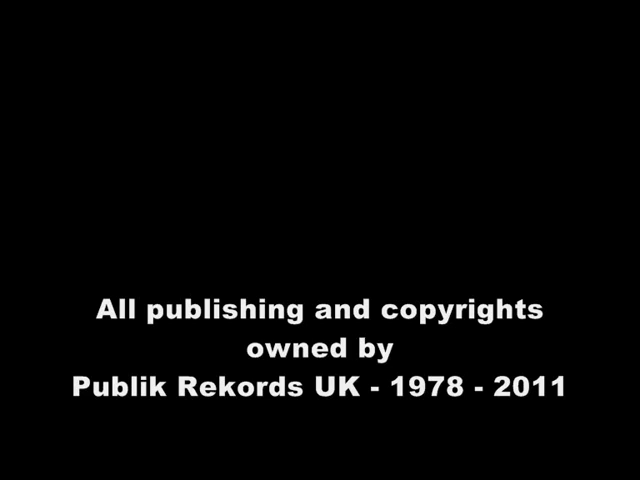 All publishing and copyrights
owned by
Publik Rekords UK - 1978 - 2011